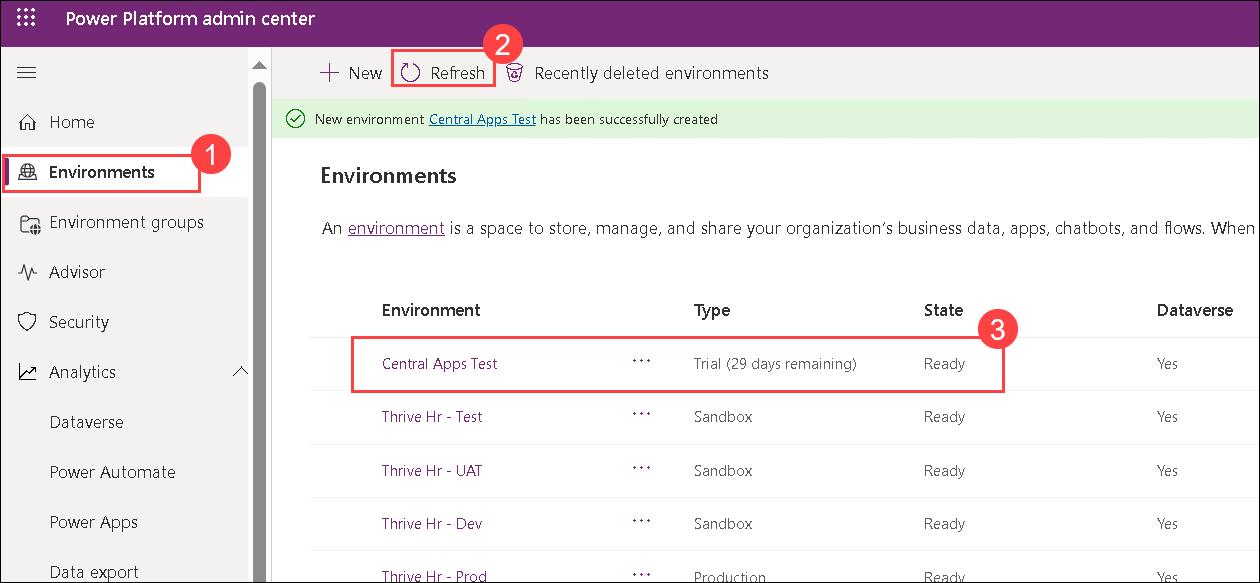 Power Platform admin center
2
New
Refresh
Recently deleted environments
New environment Central Apps Test has been successfully created
Home
1
Environments
Environment groups
Advisor
Security
Analytics
Dataverse
Power Automate
Power Apps
Data export
Environments
An environment is a space to store, manage, and share your organization's business data, apps, chatbots, and flows. When
Environment Type State Dataverse
3
Central Apps Test ... Trial (29 days remaining) Ready Yes
Thrive Hr - Test ... Sandbox Ready Yes
Thrive Hr - UAT ... Sandbox Ready Yes
Thrive Hr - Dev ... Sandbox Ready Yes
Thrive Hr - Prod ... Production Ready Yes